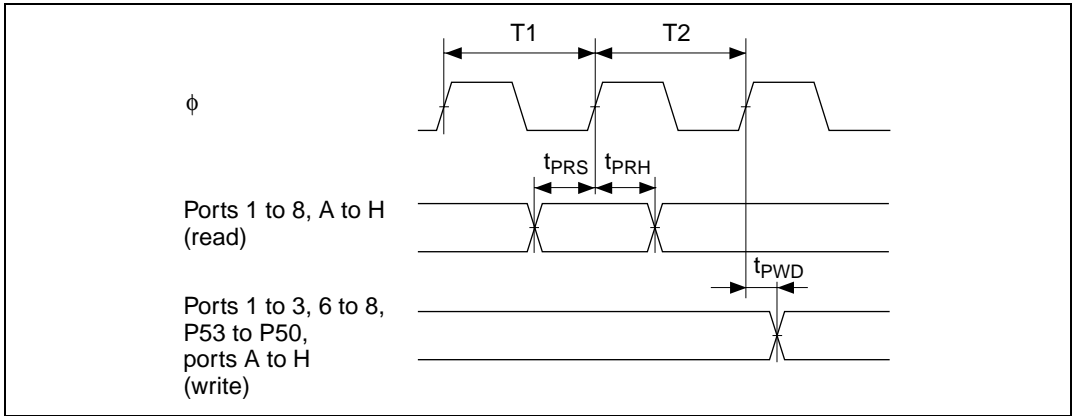 T1 T2
ϕ
tPRS tPRH
Ports 1 to 8, A to H
(read)
tPWD
Ports 1 to 3, 6 to 8,
P53 to P50,
ports A to H
(write)